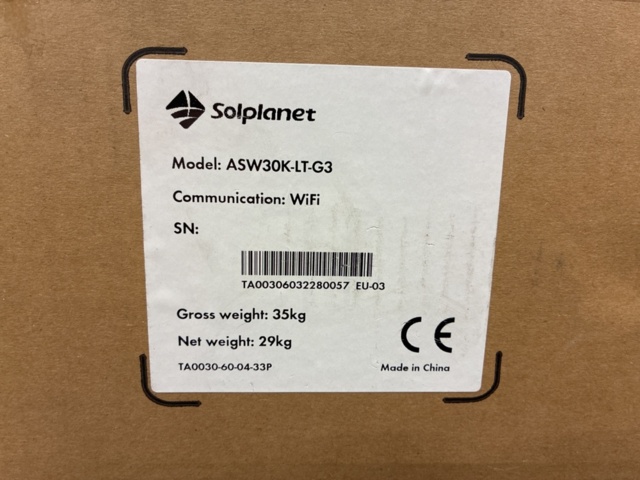 Solplanet
Model: ASW30K-LT-G3
Communication: WiFi
SN:
TA00306032280057 EU-03
Gross weight: 35kg
Net weight: 29kg
CE
TA0030-60-04-33P
Made in China